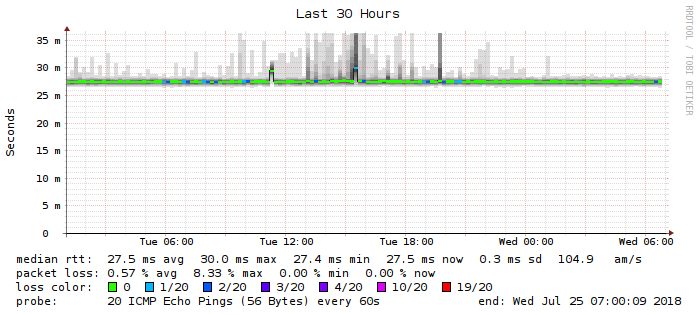 Last 30 Hours
RRDTOOL / TOBI OETIKER
Seconds
35 m
30 m
25 m
20 m
15 m
10 m
5 m
0
Tue 06:00 Tue 12:00 Tue 18:00 Wed 00:00 Wed 06:00
median rtt: 27.5 ms avg 30.0 ms max 27.4 ms min 27.5 ms now 0.3 ms sd 104.9 am/s
packet loss: 0.57 % avg 8.33 % max 0.00 % min 0.00 % now
loss color: 0 1/20 2/20 3/20 4/20 10/20 19/20
probe: 20 ICMP Echo Pings (56 Bytes) every 60s end: Wed Jul 25 07:00:09 2018